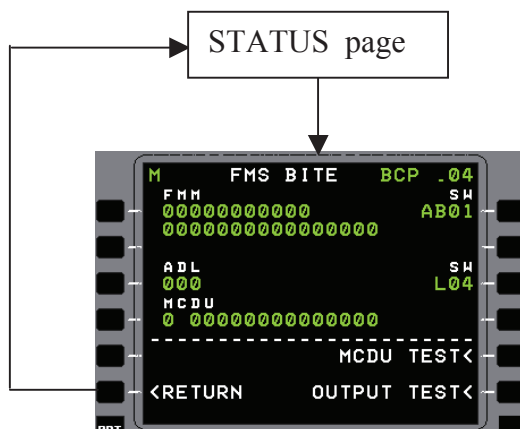 STATUS page
M FMS BITE BCP .04
FMM SW
00000000000 AB01
0000000000000000
ADL SW
000 L04
MCDU
0 00000000000000
MCDU TEST<
<RETURN OUTPUT TEST<